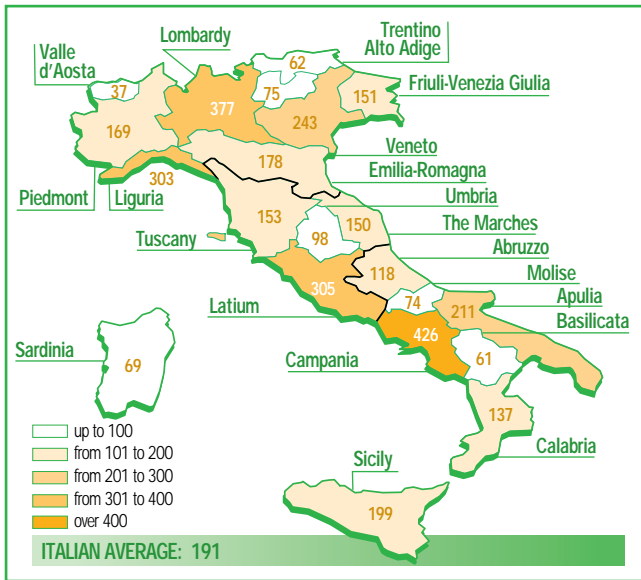 Trentino
Alto Adige
Lombardy
Valle
d'Aosta
62
37
75
Friuli-Venezia Giulia
151
377
243
169
Veneto
178
Emilia-Romagna
303
Piedmont
Liguria
Umbria
153
150
The Marches
98
Tuscany
Abruzzo
118
Molise
305
74
Apulia
Latium
211
Basilicata
426
Sardinia
69
Campania
61
137
up to 100
from 101 to 200
from 201 to 300
from 301 to 400
over 400
Calabria
Sicily
199
ITALIAN AVERAGE: 191